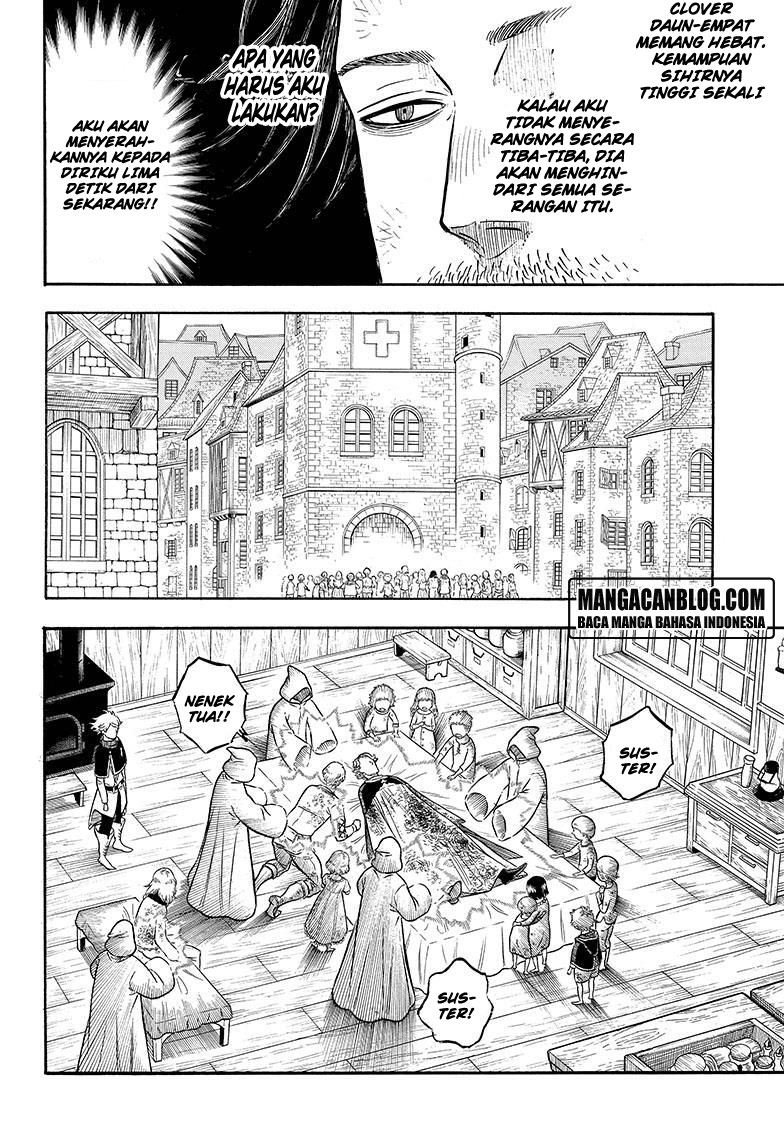 CLOVER
DAUN-EMPAT
MEMANG HEBAT.
KEMAMPUAN
SIHIRNYA
TINGGI SEKALI
KALAU AKU
TIDAK MENYE-
RANGNYA SECARA
TIBA-TIBA, DIA
AKAN MENGHIN-
DARI SEMUA SE-
RANGAN ITU.
APA YANG
HARUS AKU
LAKUKAN?
AKU AKAN
MENYERAH-
KANNYA KEPADA
DIRIKU LIMA
DETIK DARI
SEKARANG!!
MANGACANBLOG.COM
BACA MANGA BAHASA INDONESIA
NENEK
TUA!!
SUS-
TER!
SUS-
TER!